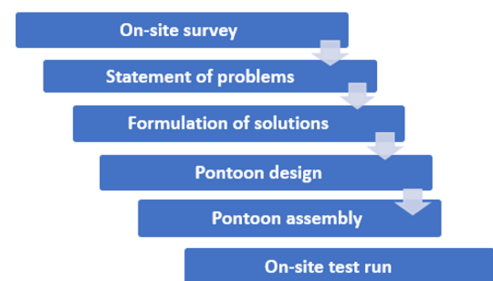 On-site survey
Statement of problems
Formulation of solutions
Pontoon design
Pontoon assembly
On-site test run